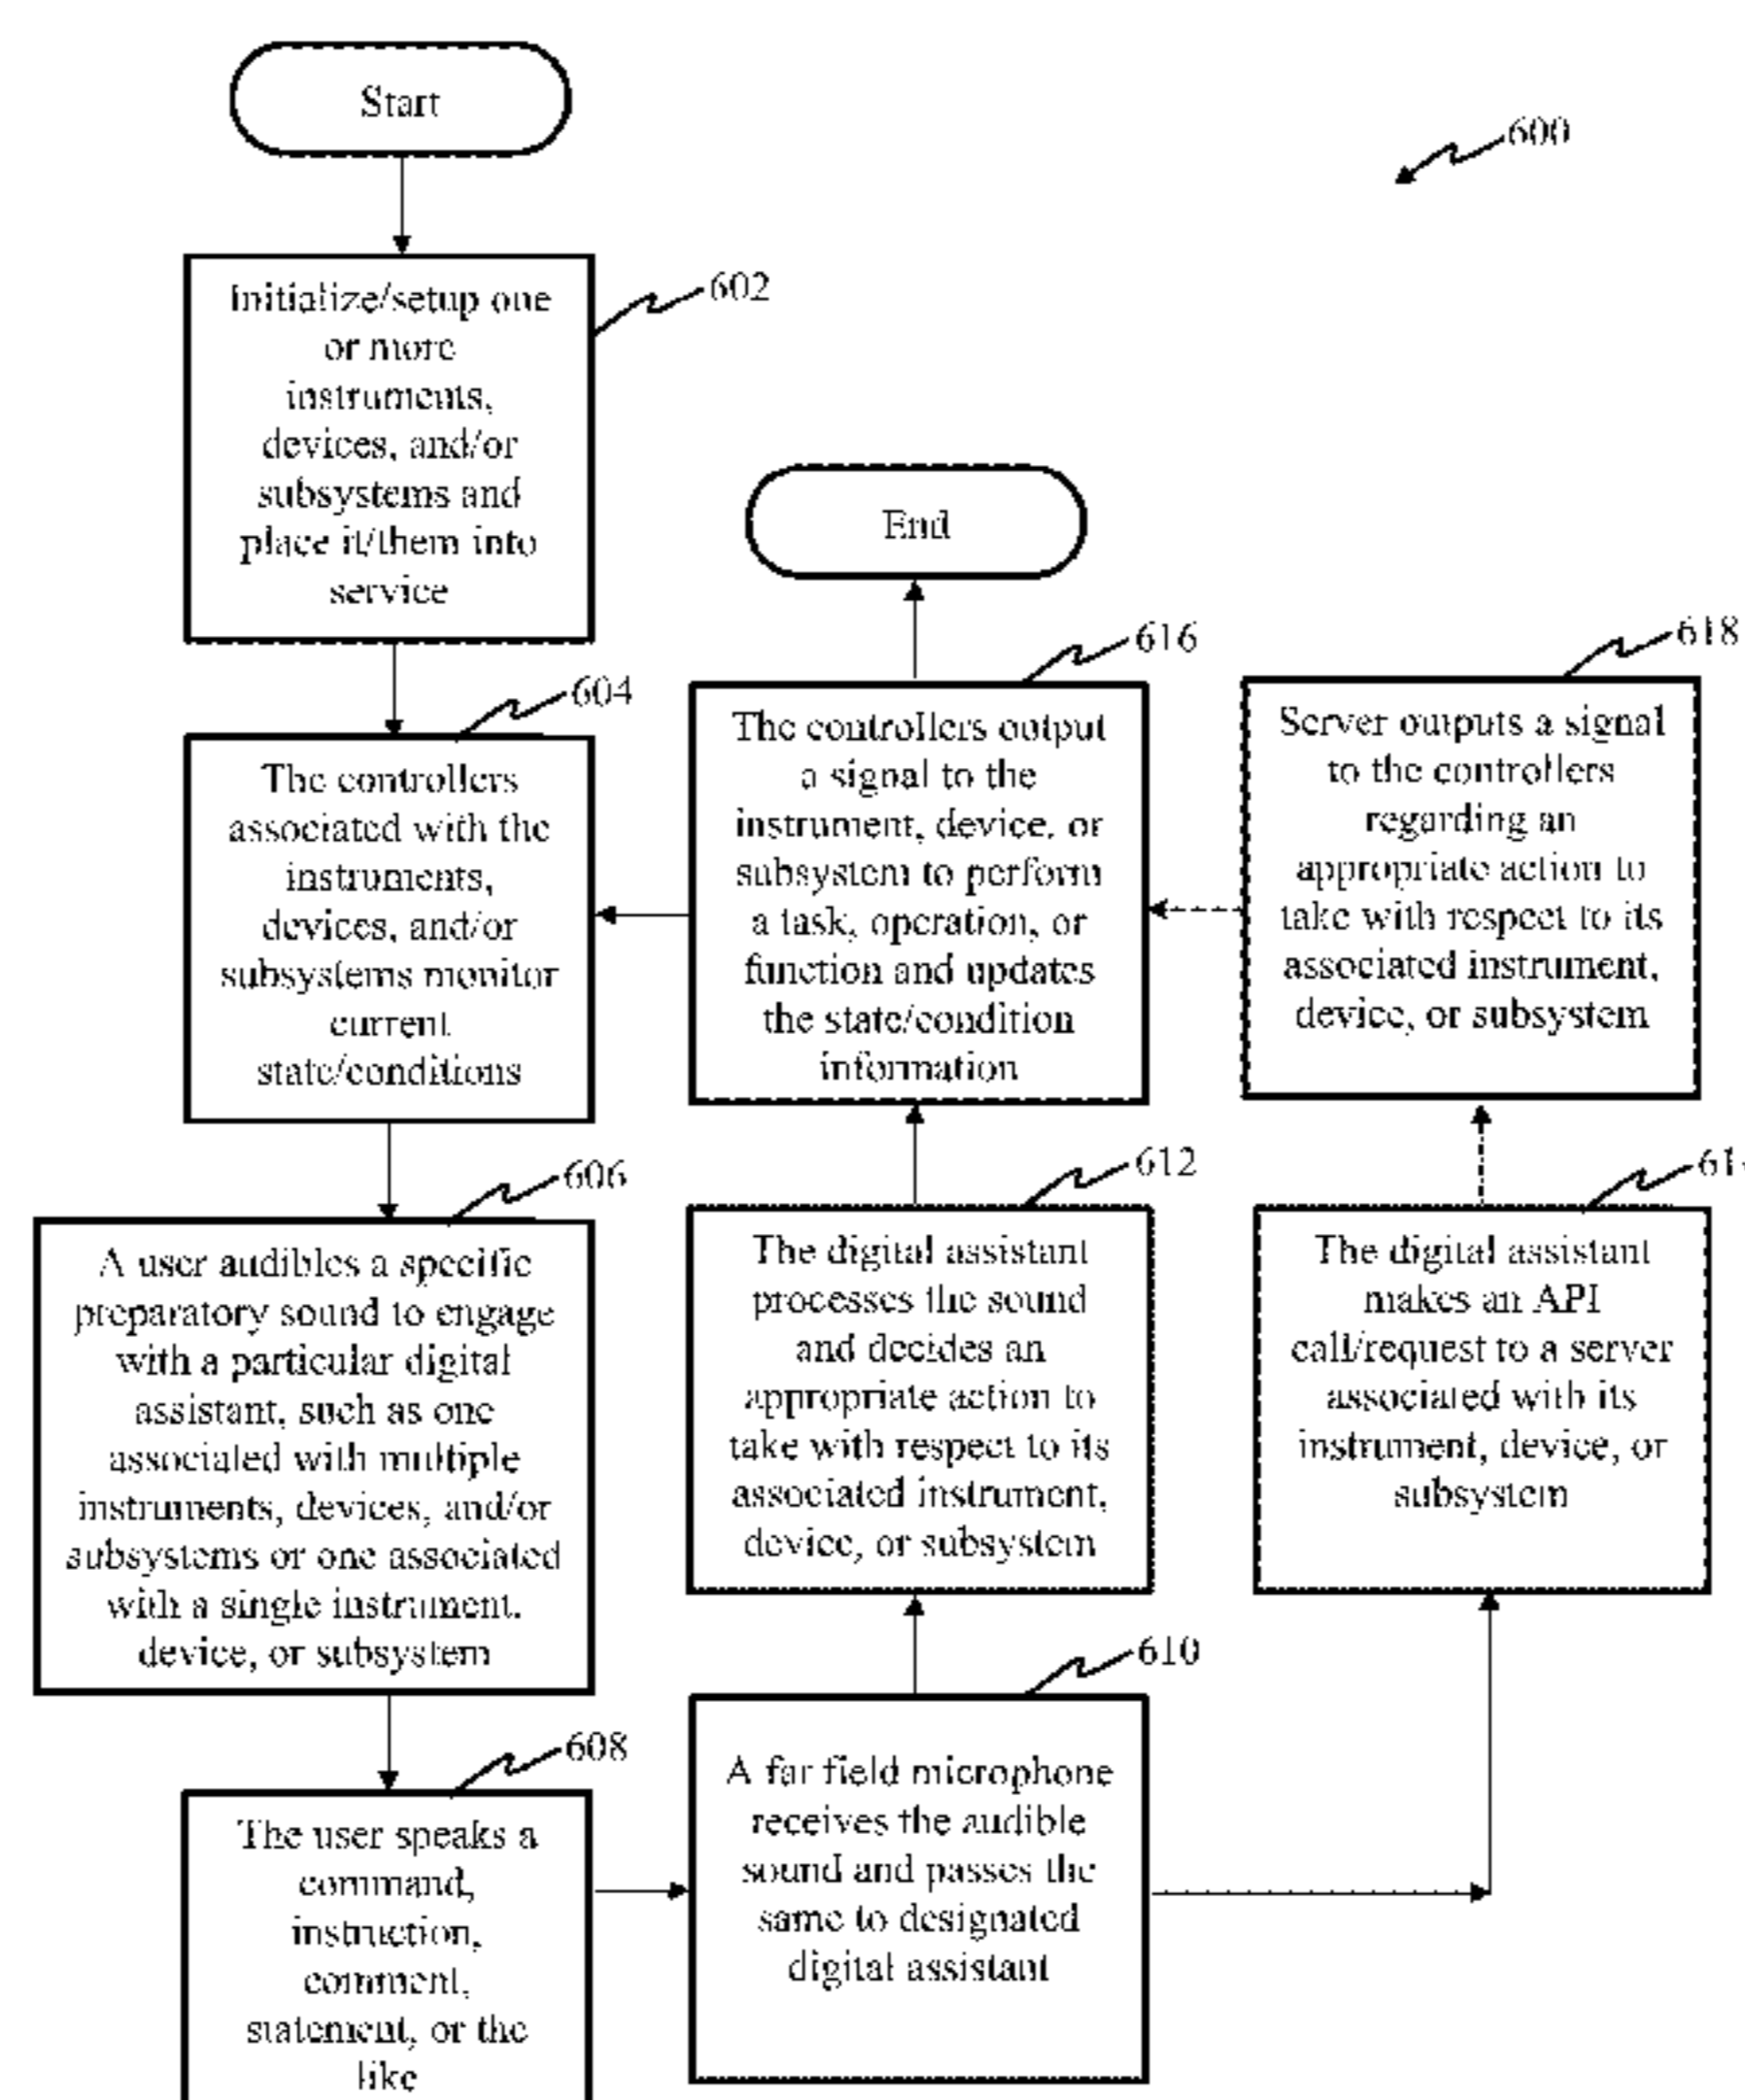 Start
600
602
Initialize/setup one
or more
instruments,
devices, and/or
subsystems and
place it/them into
service
604
The controllers
associated with the
instruments,
devices, and/or
subsystems monitor
current
state/conditions
606
A user audibles a specific
preparatory sound to engage
with a particular digital
assistant, such as one
associated with multiple
instruments, devices, and/or
subsystems or one associated
with a single instrument,
device, or subsystem
608
The user speaks a
command,
instruction,
comment,
statement, or the
like
610
A far field microphone
receives the audible
sound and passes the
same to designated
digital assistant
612
The digital assistant
processes the sound
and decides an
appropriate action to
take with respect to its
associated instrument,
device, or subsystem
The digital assistant
makes an API
call/request to a server
associated with its
instrument, device, or
subsystem
616
The controllers output
a signal to the
instrument, device, or
subsystem to perform
a task, operation, or
function and updates
the state/condition
information
618
Server outputs a signal
to the controllers
regarding an
appropriate action to
take with respect to its
associated instrument,
device, or subsystem
End